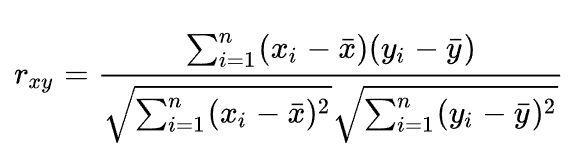 r_{xy} = \frac{\sum_{i=1}^{n}(x_i - \bar{x})(y_i - \bar{y})}{\sqrt{\sum_{i=1}^{n}(x_i - \bar{x})^2}\sqrt{\sum_{i=1}^{n}(y_i - \bar{y})^2}}